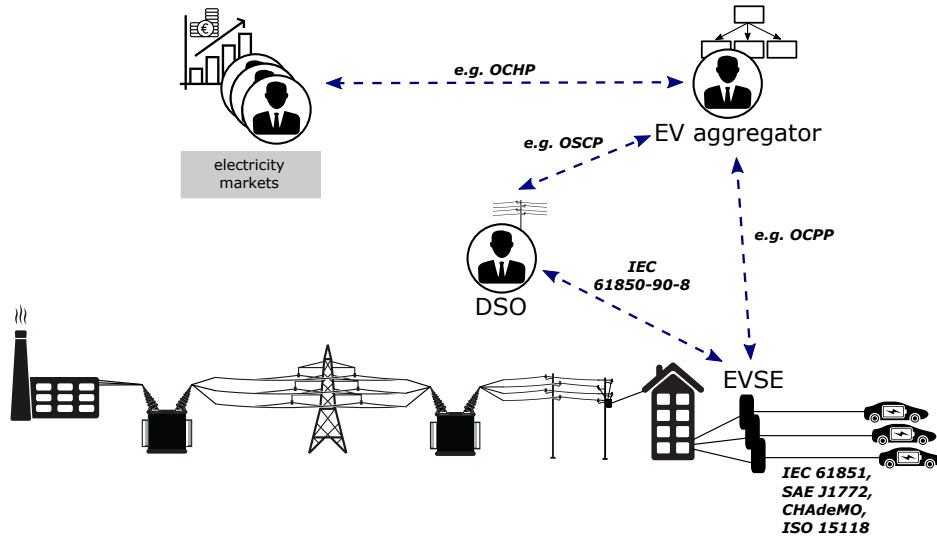 €
e.g. OCHP
EV aggregator
electricity
markets
e.g. OSCP
e.g. OCPP
IEC
61850-90-8
DSO
EVSE
IEC 61851,
SAE J1772,
CHAdeMO,
ISO 15118